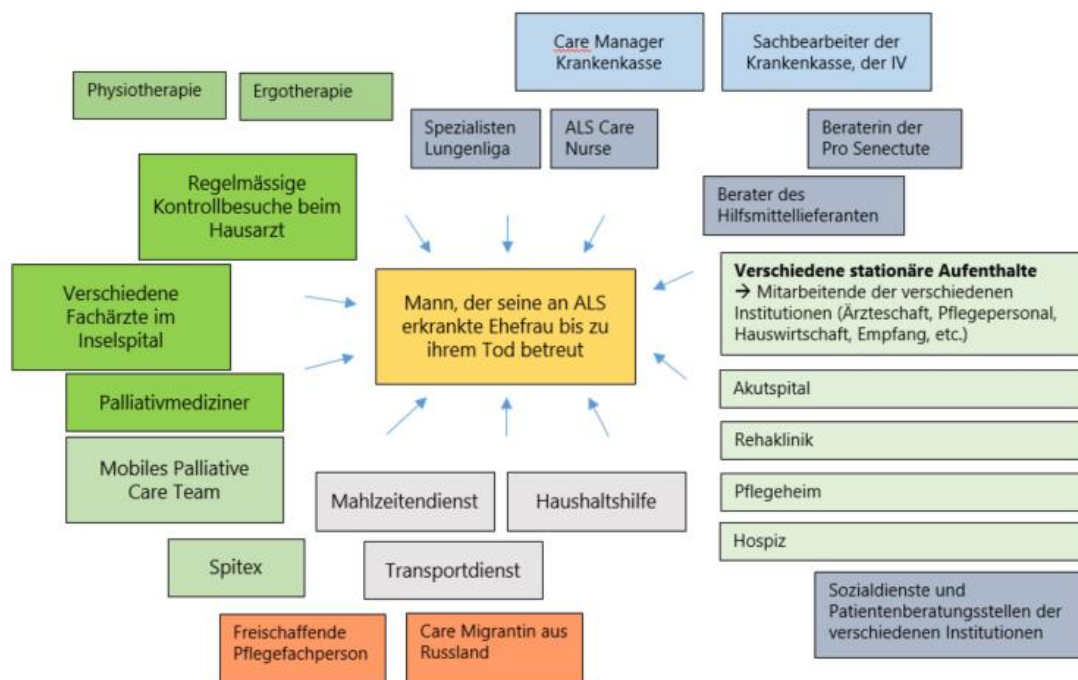 Care Manager
Krankenkasse
Sachbearbeiter der
Krankenkasse, der IV
Physiotherapie
Ergotherapie
Spezialisten
Lungenliga
ALS Care
Nurse
Beraterin der
Pro Senectute
Regelmässige
Kontrollbesuche beim
Hausarzt
Berater des
Hilfsmittellieferanten
Verschiedene
Fachärzte im
Inselspital
Mann, der seine an ALS
erkrankte Ehefrau bis zu
ihrem Tod betreut
Verschiedene stationäre Aufenthalte
→ Mitarbeitende der verschiedenen
Institutionen (Ärzteschaft, Pflegepersonal,
Hauswirtschaft, Empfang, etc.)
Palliativmediziner
Akutspital
Mobiles Palliative
Care Team
Rehaklinik
Mahlzeitendienst
Haushaltshilfe
Pflegeheim
Hospiz
Spitex
Transportdienst
Sozialdienste und
Patientenberatungsstellen der
verschiedenen Institutionen
Freischaffende
Pflegefachperson
Care Migrantin aus
Russland